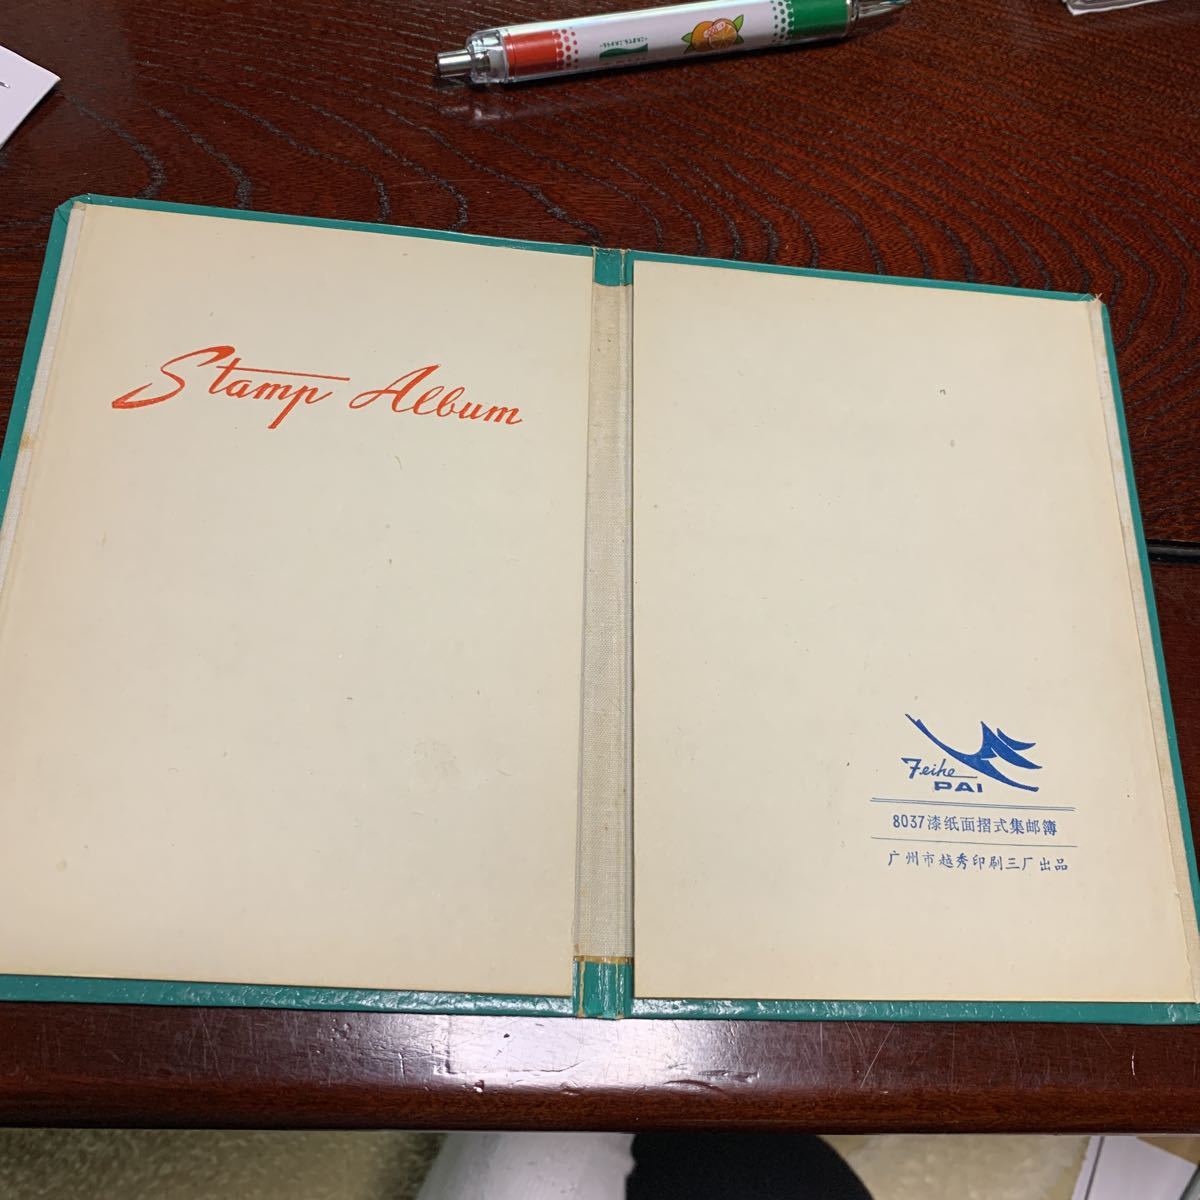 Stamp Album
Feihe
PAI
8037漆纸面摺式集邮簿
广州市越秀印刷三厂出品